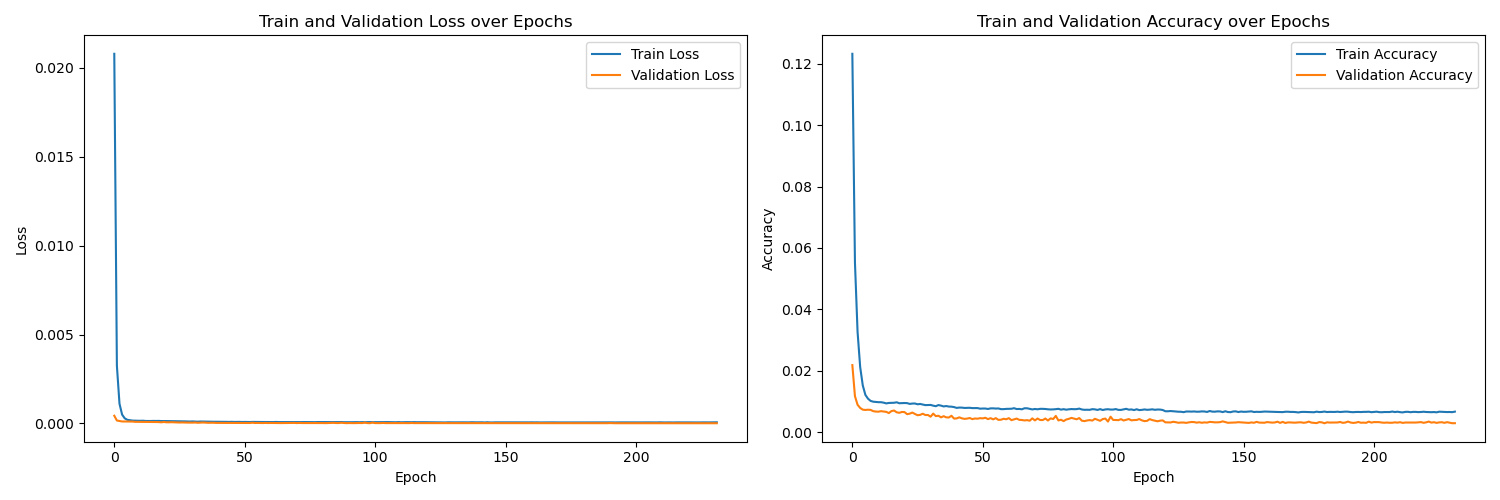 Train and Validation Loss over Epochs
Train Loss
Validation Loss
0.020
0.015
0.010
0.005
0.000
Loss
0
50
100
150
200
Epoch
Train and Validation Accuracy over Epochs
Train Accuracy
Validation Accuracy
0.12
0.10
0.08
0.06
0.04
0.02
0.00
Accuracy
0
50
100
150
200
Epoch